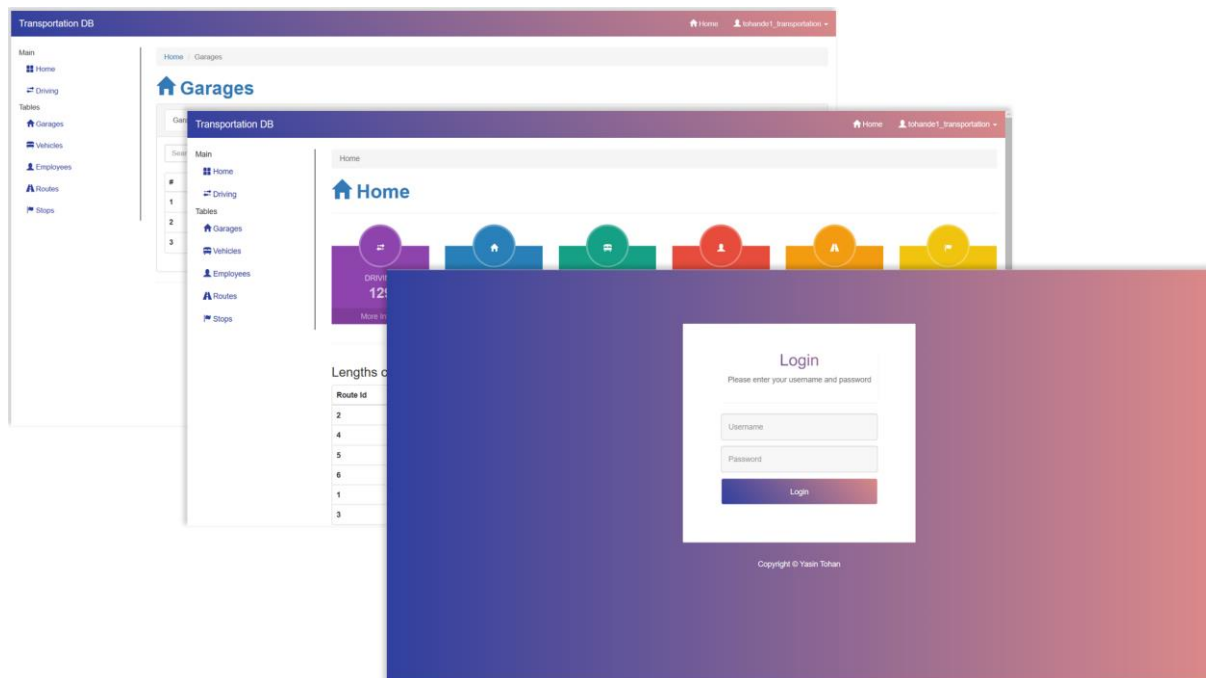 Transportation DB
Home tohande1_transportation
Main
Home
Driving
Tables
Garages
Vehicles
Employees
Routes
Stops
Home / Garages
Garages
#
1
2
3
Transportation DB
Home tohande1_transportation
Main
Home
Driving
Tables
Garages
Vehicles
Employees
Routes
Stops
Home
Home
More
Lengths
Route Id
2
4
5
6
1
3
Login
Please enter your username and password
Username
Password
Login
Copyright © Yasin Tohan